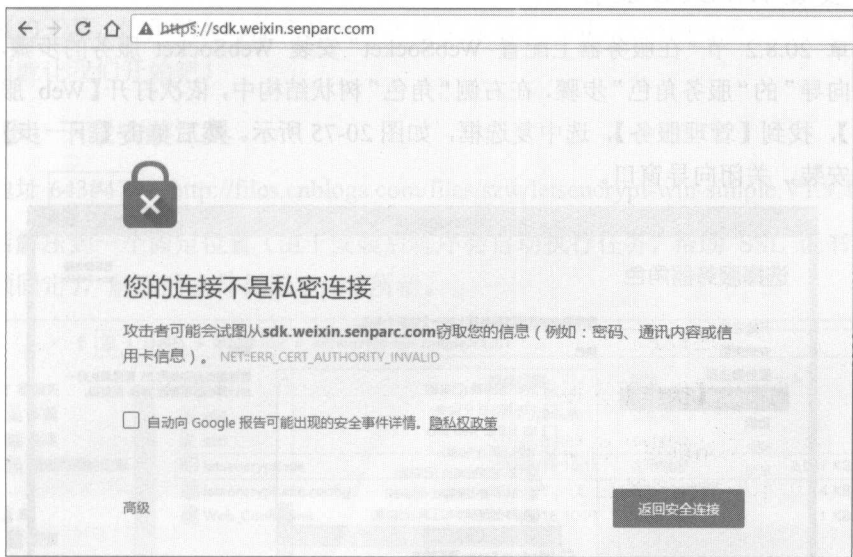 https://sdk.weixin.senparc.com
您的连接不是私密连接
攻击者可能会试图从sdk.weixin.senparc.com窃取您的信息（例如：密码、通讯内容或信
用卡信息）。 NET::ERR_CERT_AUTHORITY_INVALID
自动向 Google 报告可能出现的安全事件详情。隐私权政策
高级
返回安全连接